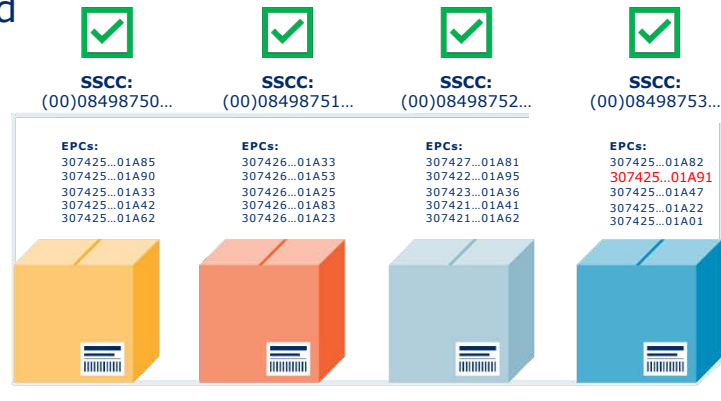 d
SSCC:
(00)08498750…
SSCC:
(00)08498751…
SSCC:
(00)08498752…
SSCC:
(00)08498753…
EPCs:
307425…01A85
307425…01A90
307425…01A33
307425…01A42
307425…01A62
EPCs:
307426…01A33
307426…01A53
307426…01A25
307426…01A83
307426…01A23
EPCs:
307427…01A81
307422…01A95
307423…01A36
307421…01A41
307421…01A62
EPCs:
307425…01A82
307425…01A91
307425…01A47
307425…01A22
307425…01A01